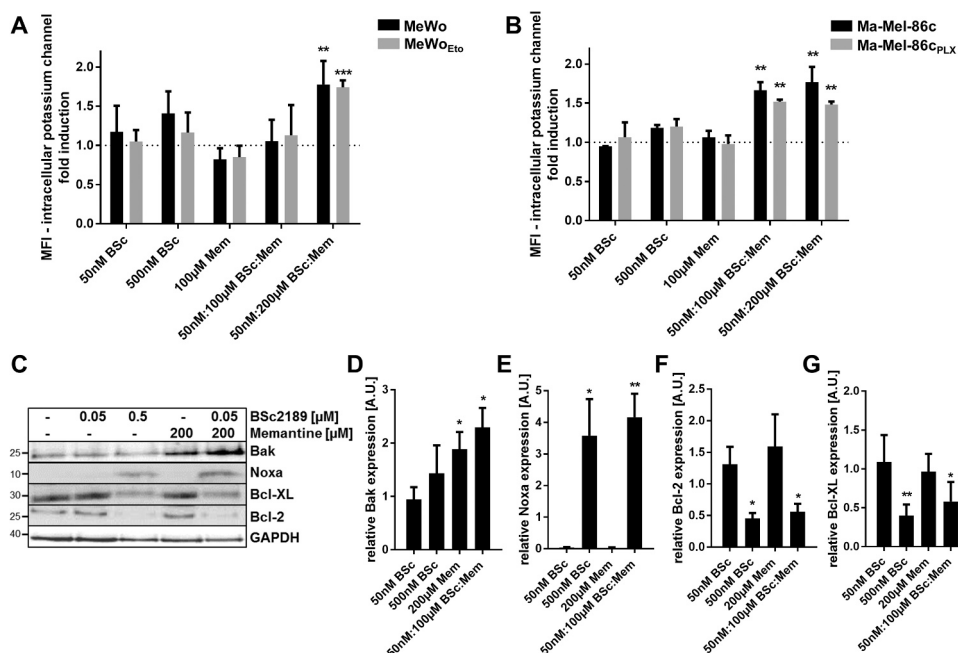 A
MeWo
MeWoEto
MFI - intracellular potassium channel
fold induction
2.0
1.5
1.0
0.5
0.0
**
***
50nM BSc
500nM BSc
100µM Mem
50nM:100µM BSc:Mem
50nM:200µM BSc:Mem
B
Ma-Mel-86c
Ma-Mel-86cPLX
MFI - intracellular potassium channel
fold induction
2.0
1.5
1.0
0.5
0.0
**
**
**
**
50nM BSc
500nM BSc
100µM Mem
50nM:100µM BSc:Mem
50nM:200µM BSc:Mem
C
- 0.05 0.5 - 0.05 BSc2189 [µM]
- - - 200 200 Memantine [µM]
25 Bak
10 Noxa
30 Bcl-XL
25 Bcl-2
40 GAPDH
D
relative Bak expression [A.U.]
4
3
2
1
0
*
*
50nM BSc
500nM BSc
200µM Mem
50nM:100µM BSc:Mem
E
relative Noxa expression [A.U.]
6
5
4
3
2
1
0
*
**
50nM BSc
500nM BSc
200µM Mem
50nM:100µM BSc:Mem
F
relative Bcl-2 expression [A.U.]
2.5
2.0
1.5
1.0
0.5
0.0
*
*
50nM BSc
500nM BSc
200µM Mem
50nM:100µM BSc:Mem
G
relative Bcl-XL expression [A.U.]
2.0
1.5
1.0
0.5
0.0
**
*
50nM BSc
500nM BSc
200µM Mem
50nM:100µM BSc:Mem